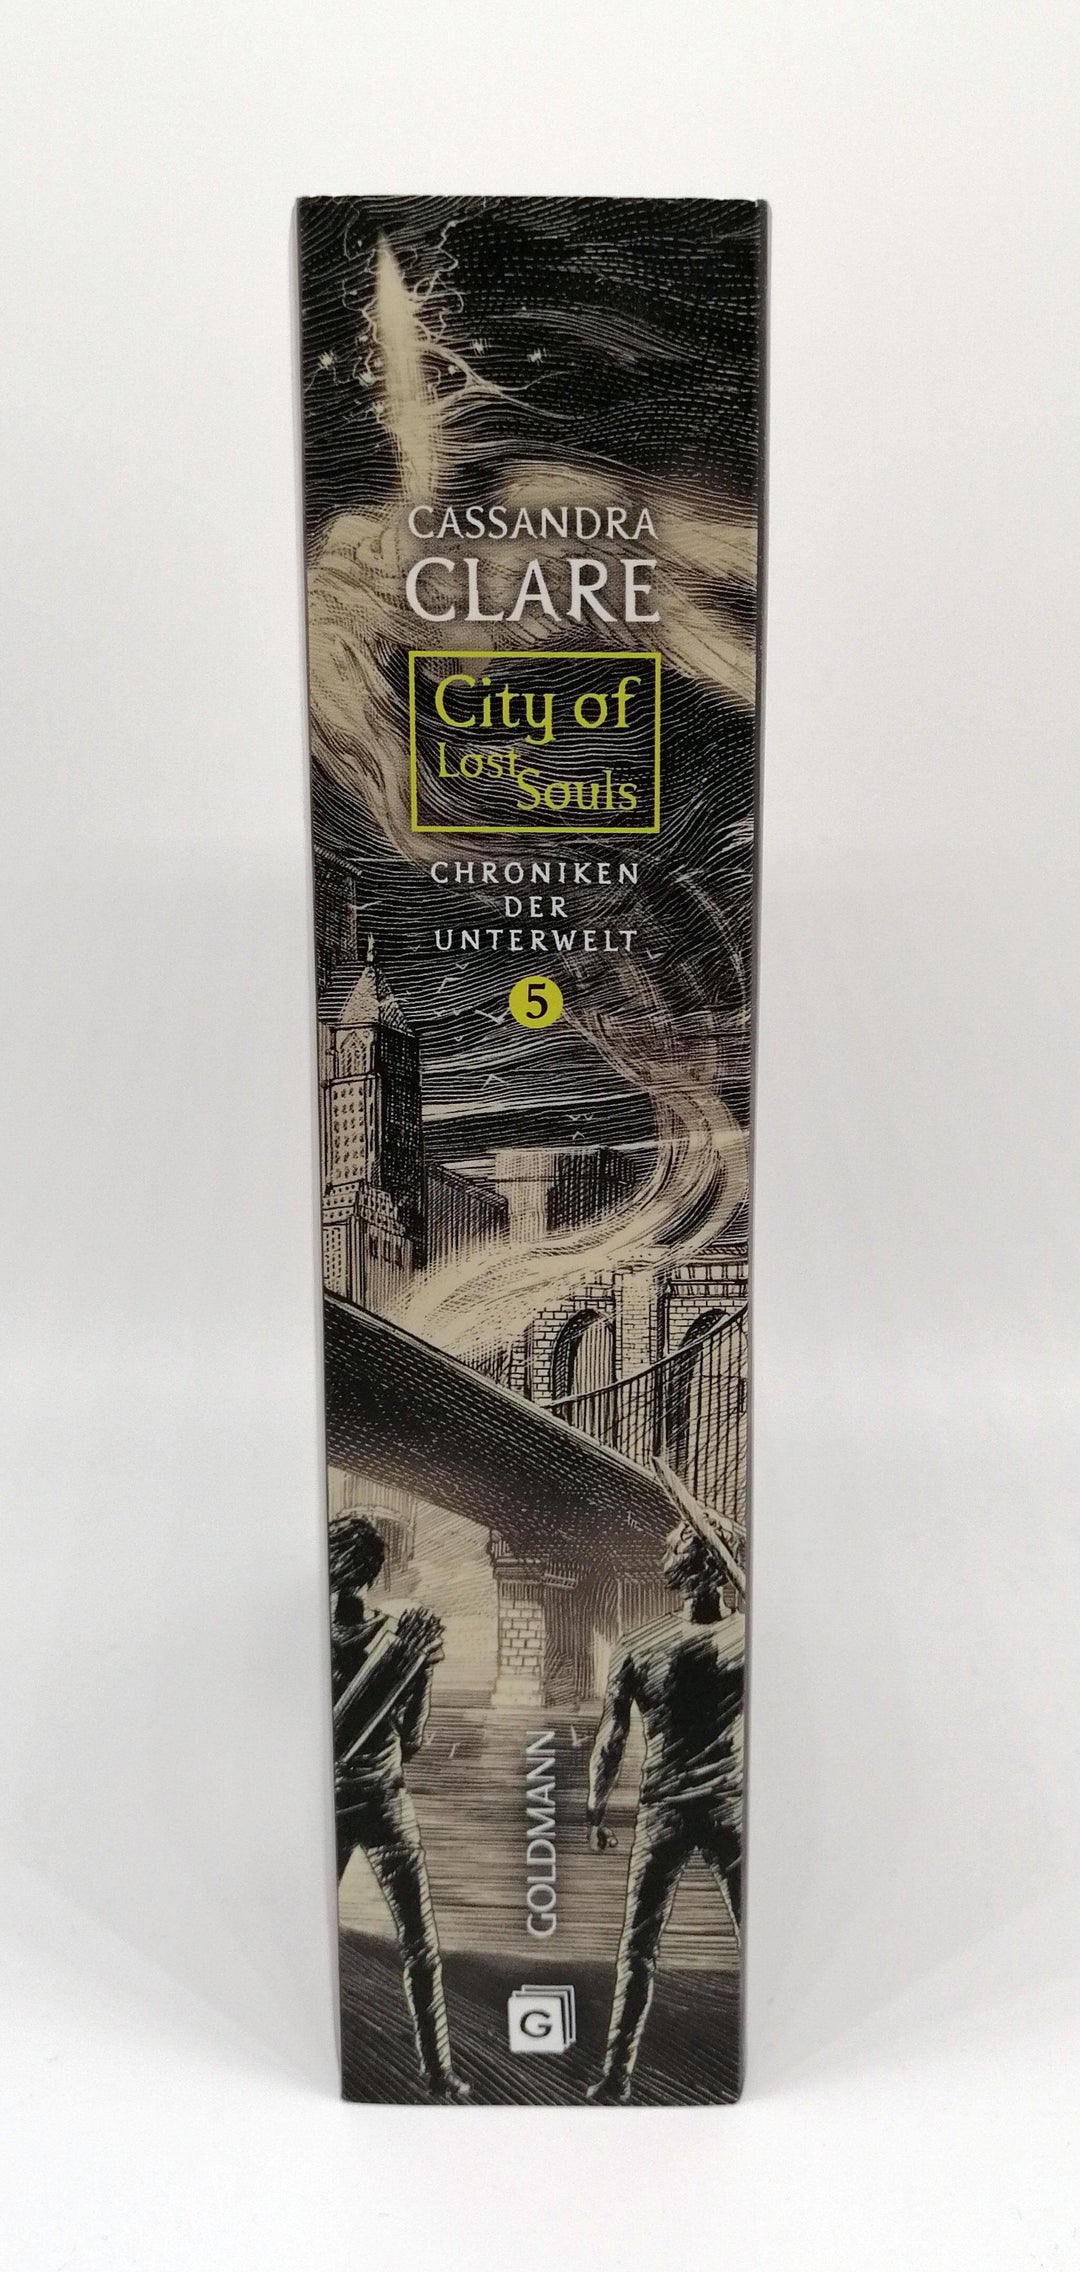 CASSANDRA
CLARE
City of
Lost
Souls
CHRONIKEN
DER
UNTERWELT
5
GOLDMANN
G